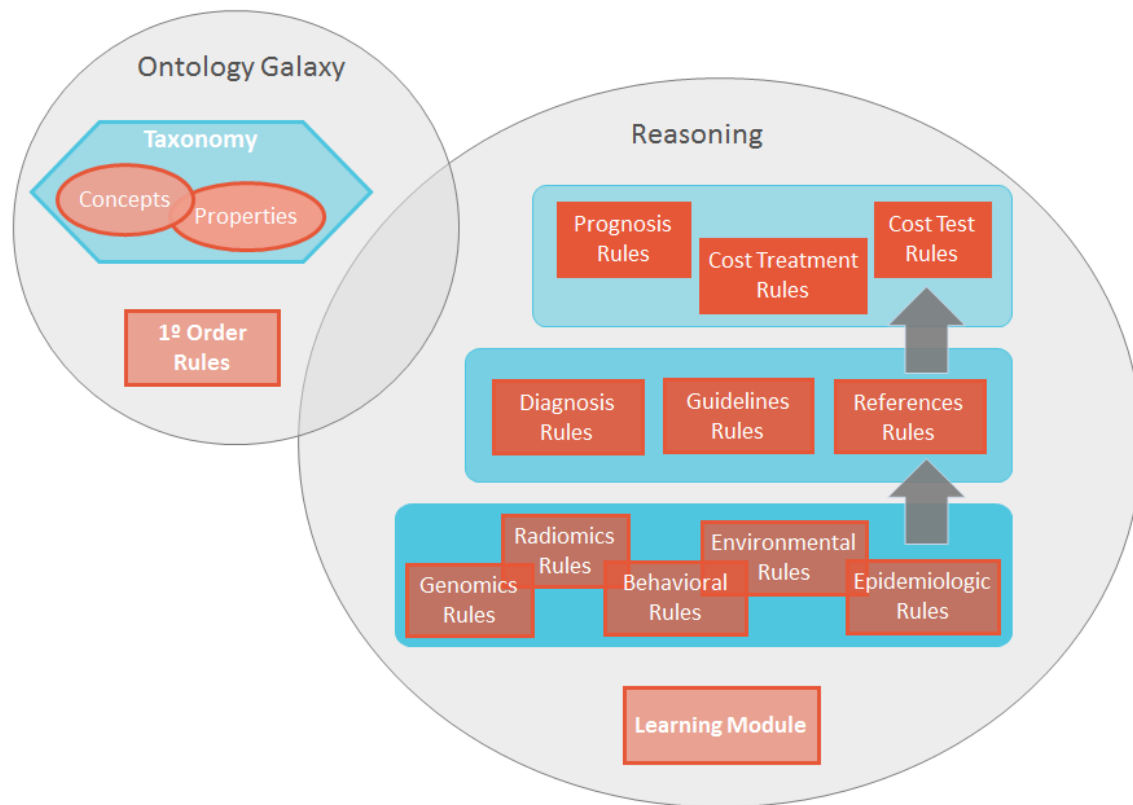 Ontology Galaxy
Taxonomy
Concepts
Properties
1º Order
Rules
Reasoning
Prognosis
Rules
Cost Treatment
Rules
Cost Test
Rules
Diagnosis
Rules
Guidelines
Rules
References
Rules
Genomics
Rules
Radiomics
Rules
Behavioral
Rules
Environmental
Rules
Epidemiologic
Rules
Learning Module